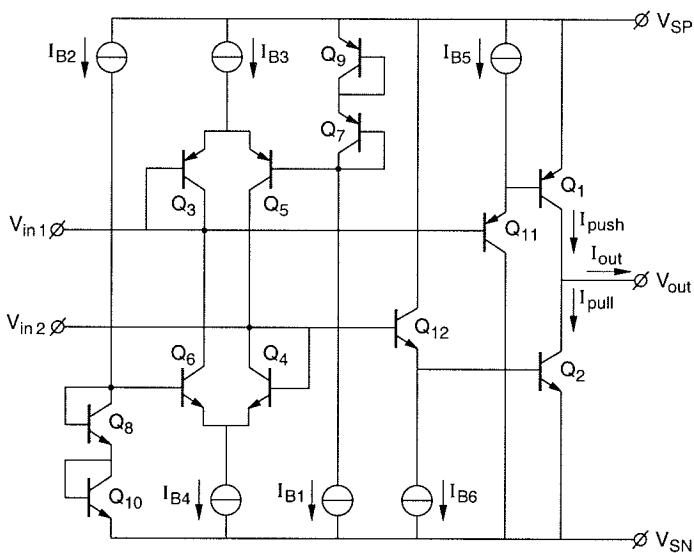 V_SP
I_B2
I_B3
Q_9
I_B5
Q_7
Q_1
Q_3
Q_5
I_push
V_in 1
Q_11
I_out
V_out
I_pull
V_in 2
Q_12
Q_6
Q_4
Q_2
Q_8
Q_10
I_B4
I_B1
I_B6
V_SN